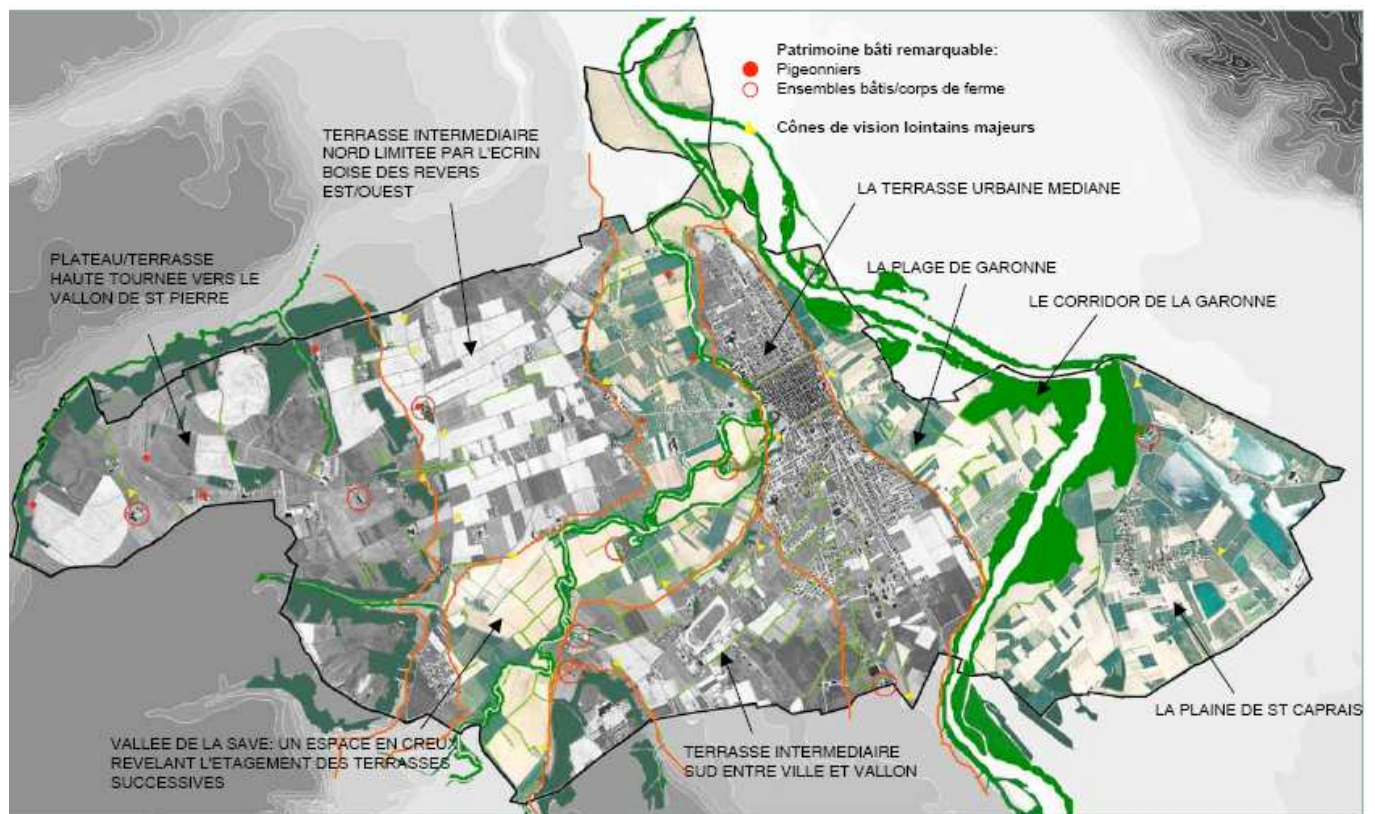 Patrimoine bâti remarquable:
Pigeonniers
Ensembles bâtis/corps de ferme
Cônes de vision lointains majeurs
TERRASSE INTERMEDIAIRE
NORD LIMITEE PAR L'ECRIN
BOISE DES REVERS
EST/OUEST
LA TERRASSE URBAINE MEDIANE
PLATEAU/TERRASSE
HAUTE TOURNEE VERS LE
VALLON DE ST PIERRE
LA PLAGE DE GARONNE
LE CORRIDOR DE LA GARONNE
LA PLAINE DE ST CAPRAIS
VALLEE DE LA SAVE: UN ESPACE EN CREUX
REVELANT L'ETAGEMENT DES TERRASSES
SUCCESSIVES
TERRASSE INTERMEDIAIRE
SUD ENTRE VILLE ET VALLON